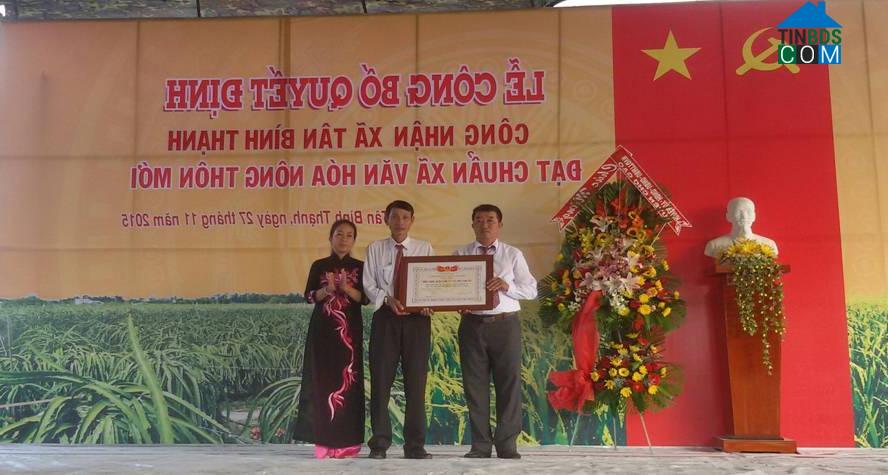 LỄ CÔNG BỐ QUYẾT ĐỊNH
CÔNG NHẬN XÃ TÂN BÌNH THẠNH
ĐẠT CHUẨN XÃ VĂN HÓA NÔNG THÔN MỚI
Tân Bình Thạnh, ngày 27 tháng 11 năm 2015
TINBDS
COM